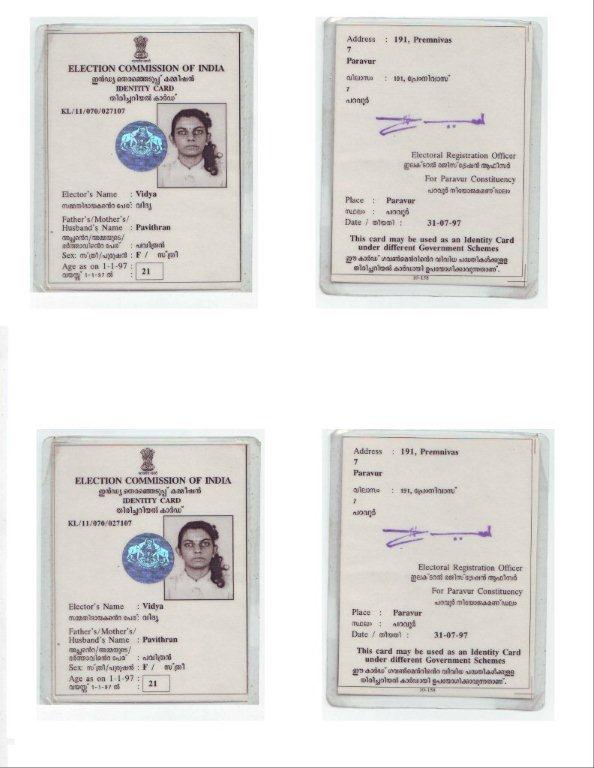 ELECTION COMMISSION OF INDIA
ഇൻഡ്യ തെരഞ്ഞെടുപ്പ് കമ്മീഷൻ
IDENTITY CARD
തിരിച്ചറിയൽ കാർഡ്
KL/11/070/027107
Elector's Name : Vidya
സമ്മതിദായകന്റെ പേര് : വിദ്യ
Father's/Mother's/
Husband's Name : Pavithran
അച്ഛന്റെ/അമ്മയുടെ/
ഭർത്താവിന്റെ പേര് : പവിത്രൻ
Sex: സ്ത്രീ/പുരുഷൻ : F / സ്ത്രീ
Age as on 1-1-97 : 21
വയസ്സ് 1-1-97 ൽ :
Address : 191, Premnivas
7
Paravur
വിലാസം : 191, പ്രേംനിവാസ്
7
പറവൂർ
Electoral Registration Officer
ഇലക്ടറൽ രജിസ്ട്രേഷൻ ആഫീസർ
For Paravur Constituency
പറവൂർ നിയോജകമണ്ഡലം
Place : Paravur
സ്ഥലം : പറവൂർ
Date / തീയതി : 31-07-97
This card may be used as an Identity Card
under different Government Schemes
ഈ കാർഡ് ഗവൺമെൻറിൻെറ വിവിധ പദ്ധതികൾക്കുള്ള
തിരിച്ചറിയൽ കാർഡായി ഉപയോഗിക്കാവുന്നതാണ്.
10-158
ELECTION COMMISSION OF INDIA
ഇൻഡ്യ തെരഞ്ഞെടുപ്പ് കമ്മീഷൻ
IDENTITY CARD
തിരിച്ചറിയൽ കാർഡ്
KL/11/070/027107
Elector's Name : Vidya
സമ്മതിദായകന്റെ പേര് : വിദ്യ
Father's/Mother's/
Husband's Name : Pavithran
അച്ഛന്റെ/അമ്മയുടെ/
ഭർത്താവിന്റെ പേര് : പവിത്രൻ
Sex: സ്ത്രീ/പുരുഷൻ : F / സ്ത്രീ
Age as on 1-1-97 : 21
വയസ്സ് 1-1-97 ൽ :
Address : 191, Premnivas
7
Paravur
വിലാസം : 191, പ്രേംനിവാസ്
7
പറവൂർ
Electoral Registration Officer
ഇലക്ടറൽ രജിസ്ട്രേഷൻ ആഫീസർ
For Paravur Constituency
പറവൂർ നിയോജകമണ്ഡലം
Place : Paravur
സ്ഥലം : പറവൂർ
Date / തീയതി : 31-07-97
This card may be used as an Identity Card
under different Government Schemes
ഈ കാർഡ് ഗവൺമെൻറിൻെറ വിവിധ പദ്ധതികൾക്കുള്ള
തിരിച്ചറിയൽ കാർഡായി ഉപയോഗിക്കാവുന്നതാണ്.
10-158